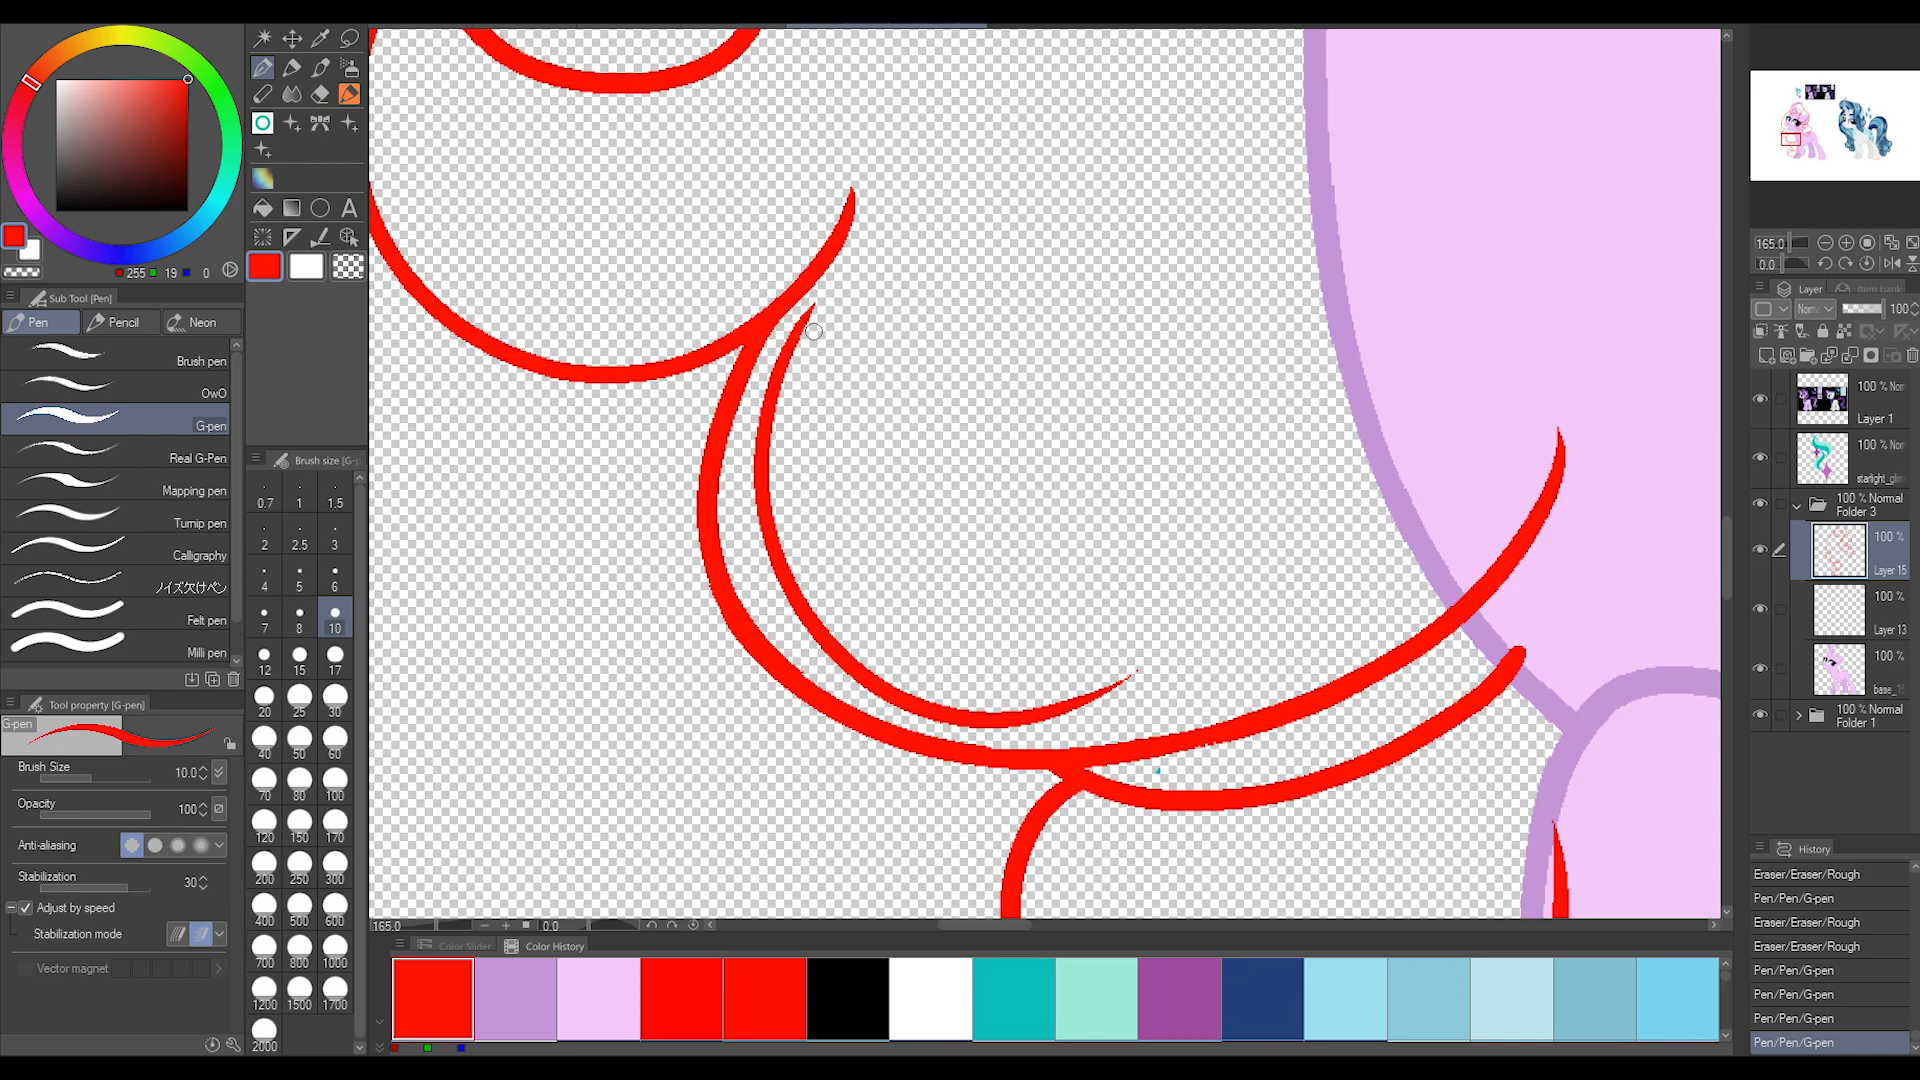 255 19 0
Sub Tool [Pen]
Pen Pencil Neon
Brush pen
OwO
G-pen
Real G-Pen
Mapping pen
Turnip pen
Calligraphy
ノイズ欠けペン
Felt pen
Milli pen
Tool property [G-pen]
G-pen
Brush Size 10.0
Opacity 100
Anti-aliasing
Stabilization 30
Adjust by speed
Stabilization mode
Vector magnet
A
Brush size [G-p
0.7 1 1.5
2 2.5 3
4 5 6
7 8 10
12 15 17
20 25 30
40 50 60
70 80 100
120 150 170
200 250 300
400 500 600
700 800 1000
1200 1500 1700
2000
165.0 0.0
Color Slider Color History
165.0
0.0
Layer Item bank
100
100 % Nor
Layer 1
100 % Nor
starlight_gli
100 % Normal
Folder 3
100 %
Layer 15
100 %
Layer 13
100 %
base_1
100 % Normal
Folder 1
History
Eraser/Eraser/Rough
Pen/Pen/G-pen
Eraser/Eraser/Rough
Eraser/Eraser/Rough
Pen/Pen/G-pen
Pen/Pen/G-pen
Pen/Pen/G-pen
Pen/Pen/G-pen